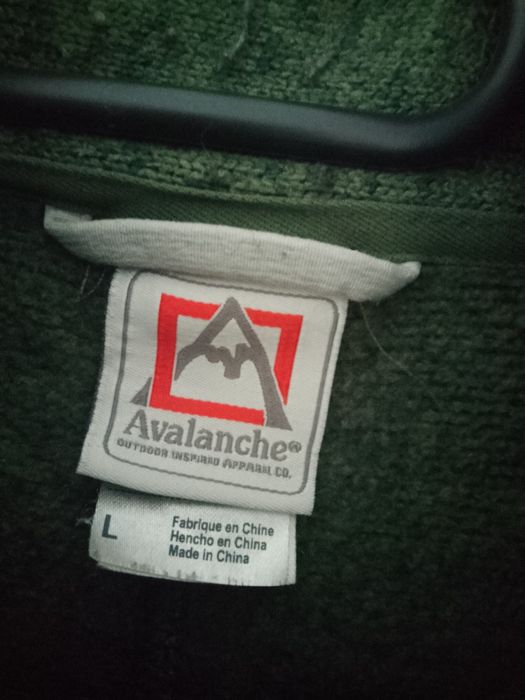 Avalanche®
OUTDOOR INSPIRED APPAREL CO.
L
Fabrique en Chine
Hencho en China
Made in China